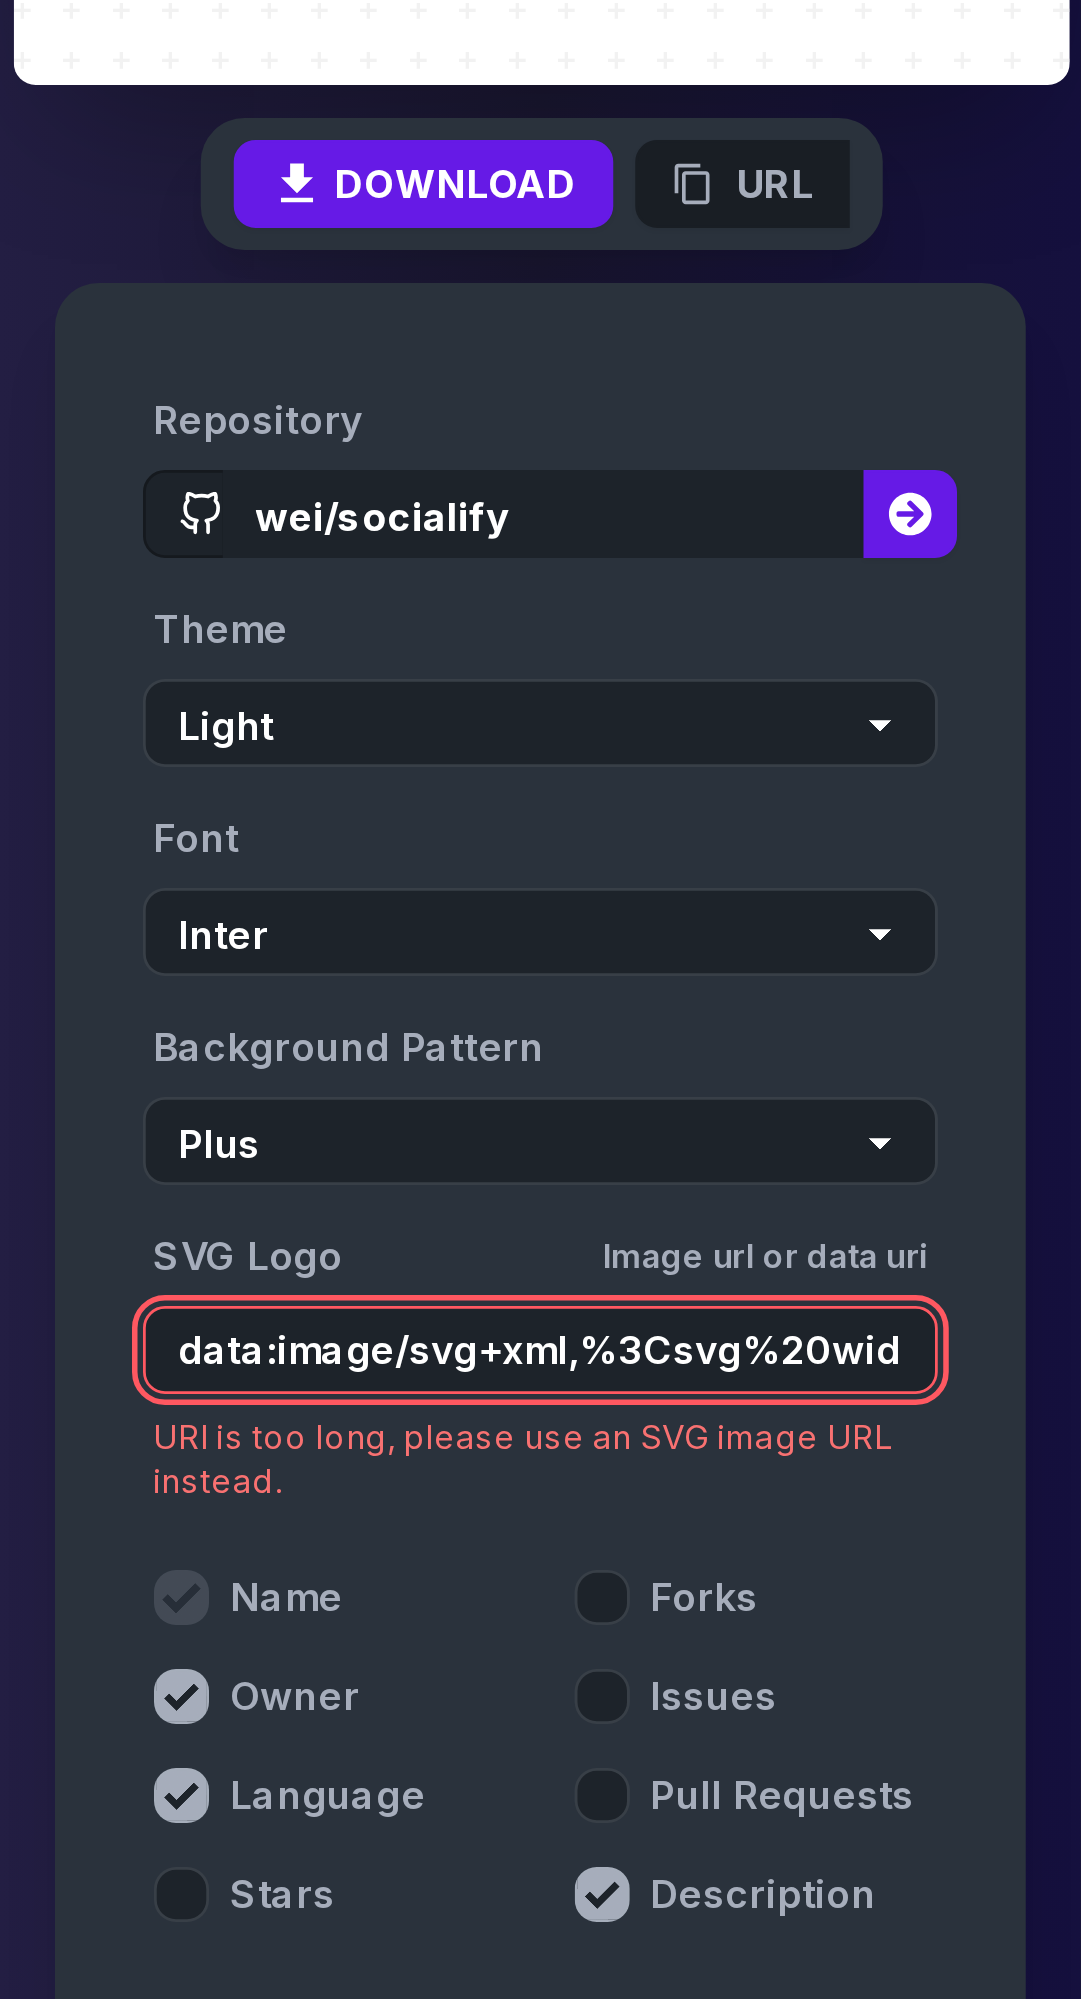 DOWNLOAD
URL
Repository
wei/socialify
Theme
Light
Font
Inter
Background Pattern
Plus
SVG Logo
Image url or data uri
data:image/svg+xml,%3Csvg%20wid
URI is too long, please use an SVG image URL
instead.
Name
Forks
Owner
Issues
Language
Pull Requests
Stars
Description